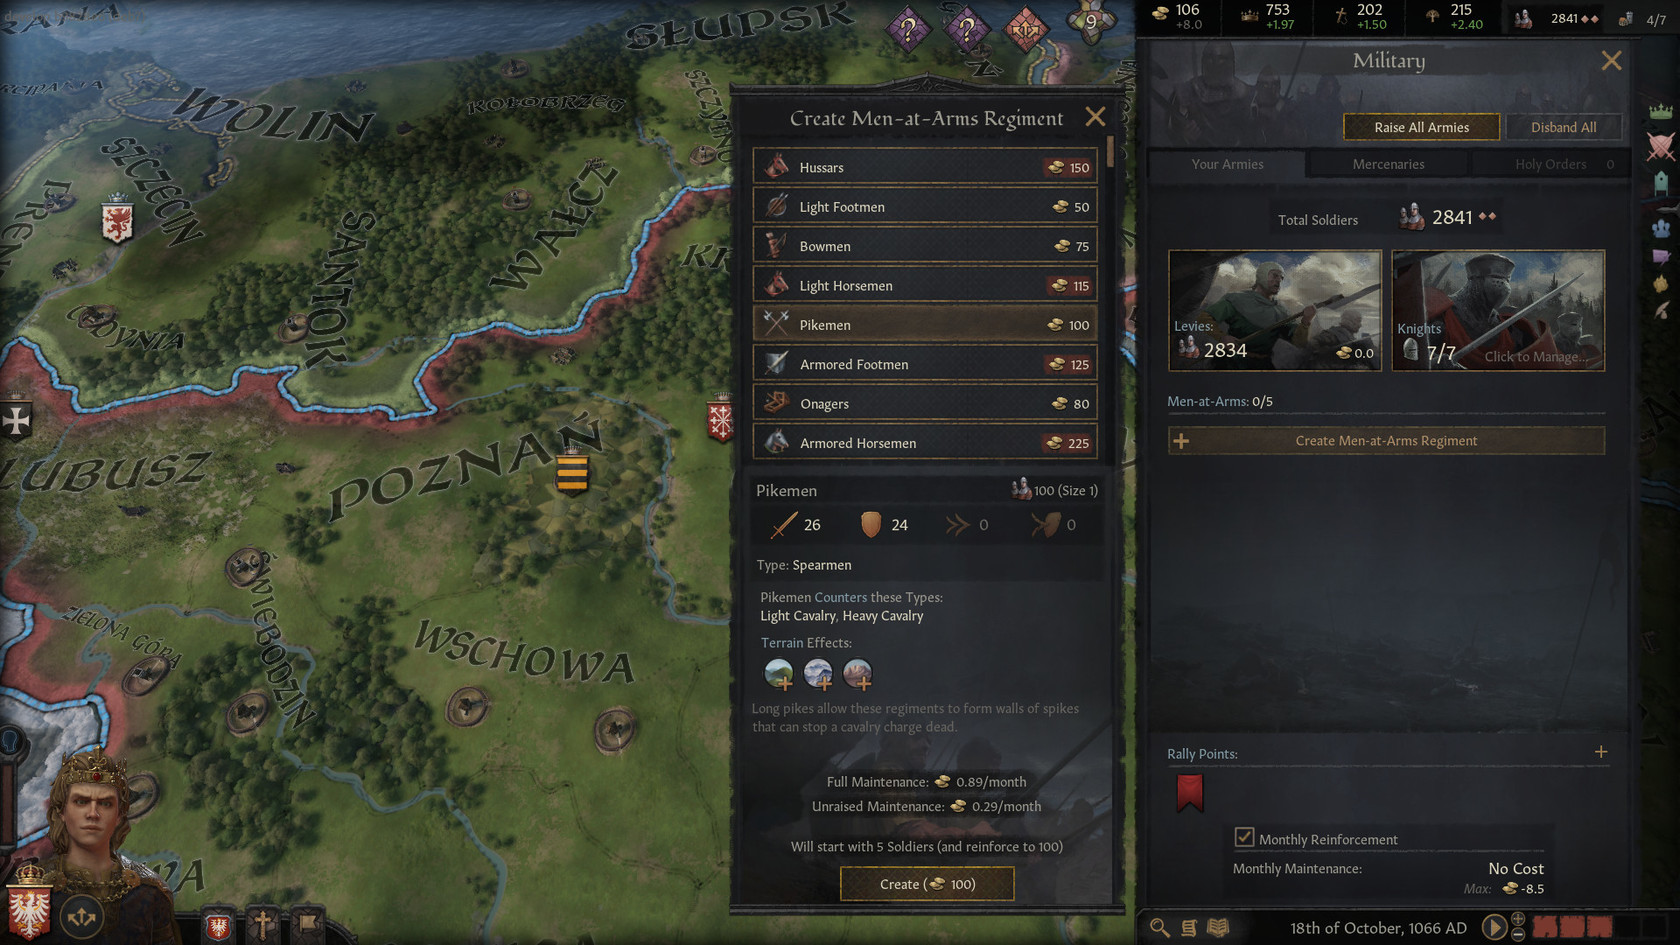 SŁUPSK
WOLIN
KOŁOBRZEG
SZCZECIN
SANTOK
WAŁCZ
GDYNIA
LUBUSZ
POZNAŃ
ŚWIEBODZIN
ZIELONA GÓRA
WSCHOWA
9
Create Men-at-Arms Regiment
Hussars 150
Light Footmen 50
Bowmen 75
Light Horsemen 115
Pikemen 100
Armored Footmen 125
Onagers 80
Armored Horsemen 225
Pikemen 100 (Size 1)
26 24 0 0
Type: Spearmen
Pikemen Counters these Types:
Light Cavalry, Heavy Cavalry
Terrain Effects:
Long pikes allow these regiments to form walls of spikes
that can stop a cavalry charge dead.
Full Maintenance: 0.89/month
Unraised Maintenance: 0.29/month
Will start with 5 Soldiers (and reinforce to 100)
Create ( 100)
106 753 202 215 2841 4/7
+8.0 +1.97 +1.50 +2.40
Military
Raise All Armies Disband All
Your Armies Mercenaries Holy Orders 0
Total Soldiers 2841
Levies:
2834 0.0
Knights
7/7 Click to Manage...
Men-at-Arms: 0/5
Create Men-at-Arms Regiment
Rally Points:
Monthly Reinforcement
Monthly Maintenance: No Cost
Max: -8.5
18th of October, 1066 AD